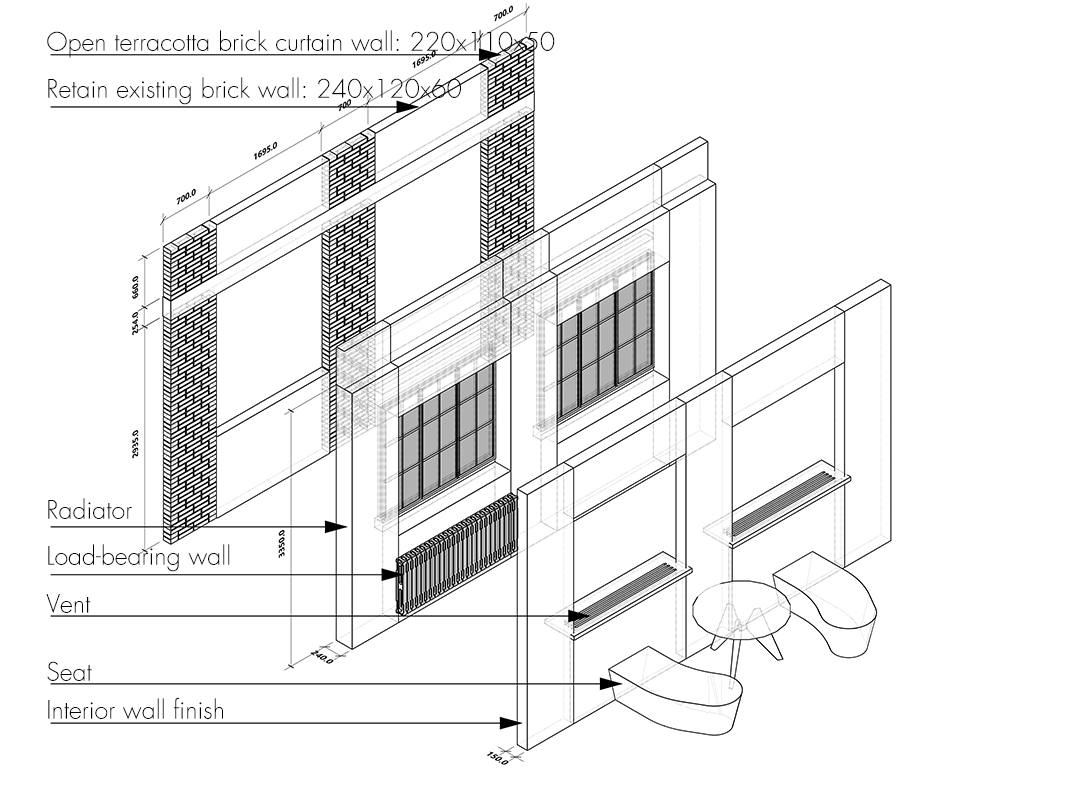 700.0
Open terracotta brick curtain wall: 220x110x50
1695.0
Retain existing brick wall: 240x120x60
700
1695.0
700.0
660.0
254.0
2935.0
Radiator
3350.0
Load-bearing wall
Vent
240.0
Seat
Interior wall finish
150.0